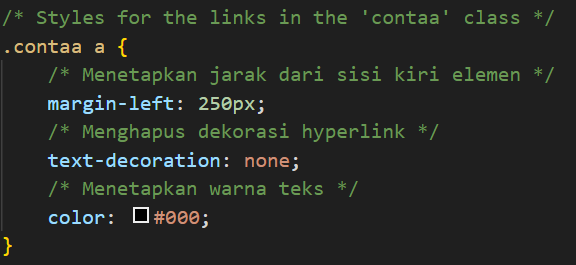 /* Styles for the links in the 'contaa' class */
.contaa a {
/* Menetapkan jarak dari sisi kiri elemen */
margin-left: 250px;
/* Menghapus dekorasi hyperlink */
text-decoration: none;
/* Menetapkan warna teks */
color: #000;
}